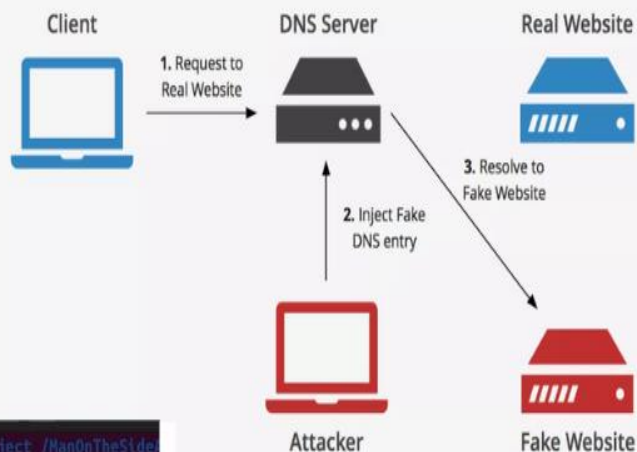 Client
DNS Server
Real Website
1. Request to
Real Website
3. Resolve to
Fake Website
2. Inject Fake
DNS entry
Attacker
Fake Website